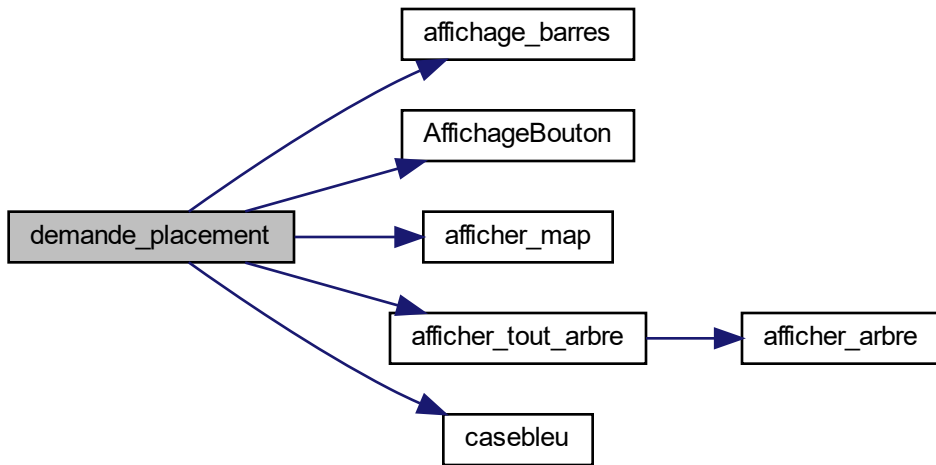 affichage_barres
AffichageBouton
demande_placement
afficher_map
afficher_tout_arbre
afficher_arbre
casebleu